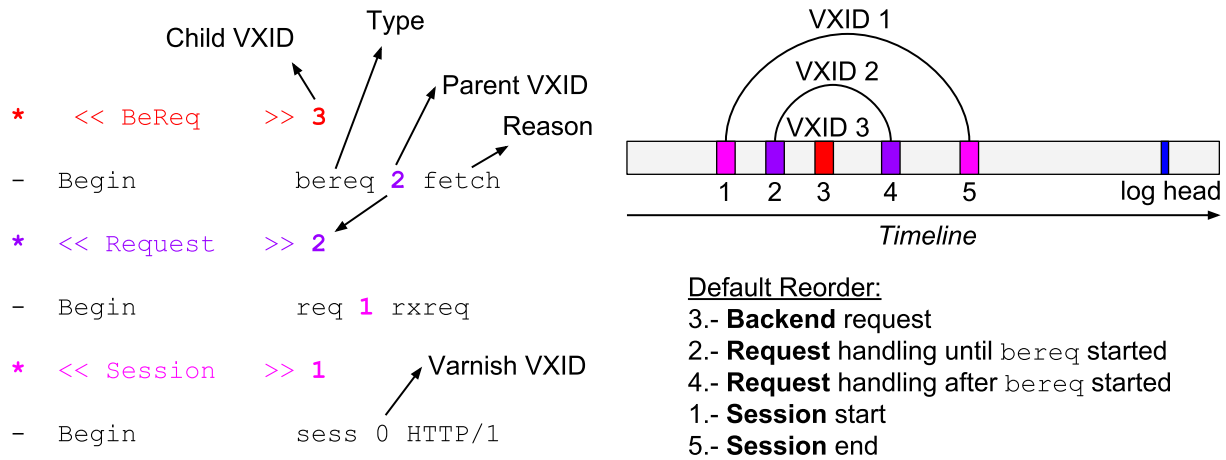 Type
Child VXID
Parent VXID
* << BeReq >> 3
Reason
- Begin bereq 2 fetch
* << Request >> 2
- Begin req 1 rxreq
* << Session >> 1
Varnish VXID
- Begin sess 0 HTTP/1
VXID 1
VXID 2
VXID 3
1 2 3 4 5 log head
Timeline
Default Reorder:
3.- Backend request
2.- Request handling until bereq started
4.- Request handling after bereq started
1.- Session start
5.- Session end